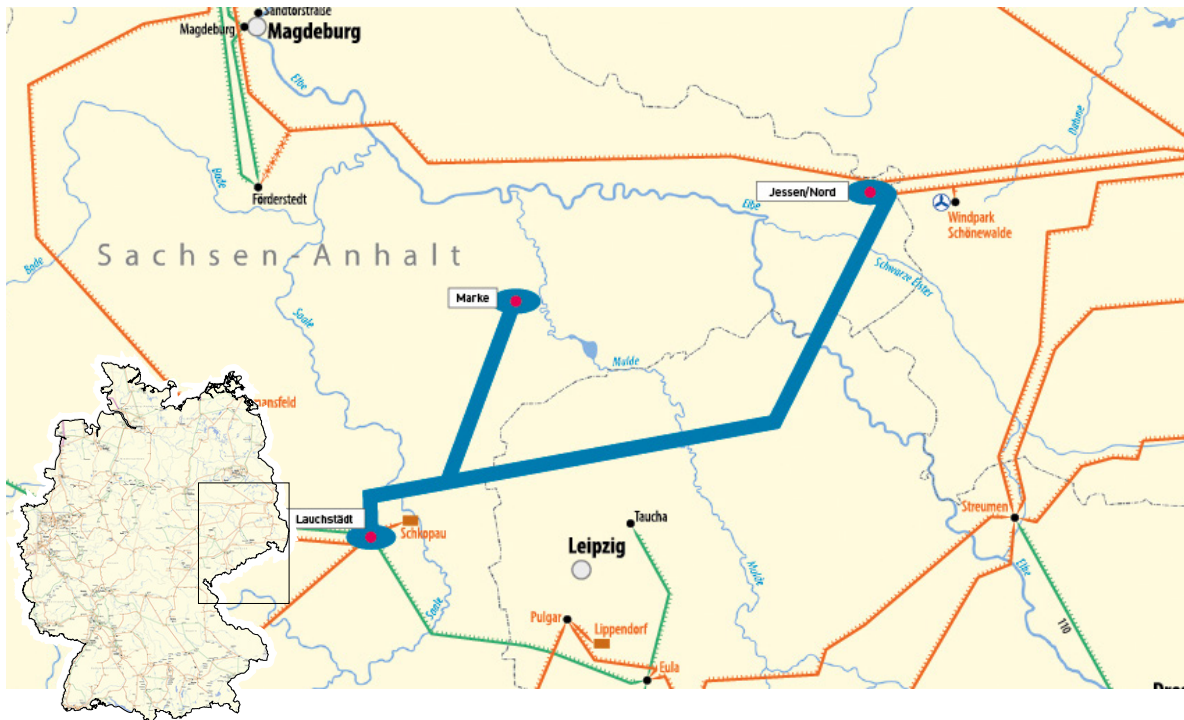 Sandtorstraße
Magdeburg
Magdeburg
Elbe
Dahme
Bode
Förderstedt
Jessen/Nord
Elbe
Windpark
Schönewalde
Sachsen-Anhalt
Bode
Schwarze Elster
Marke
Saale
Mulde
mansfeld
Lauchstädt
Schkopau
Taucha
Streumen
Leipzig
Mulde
Elbe
Saale
Pulgar
Lippendorf
110
Eula